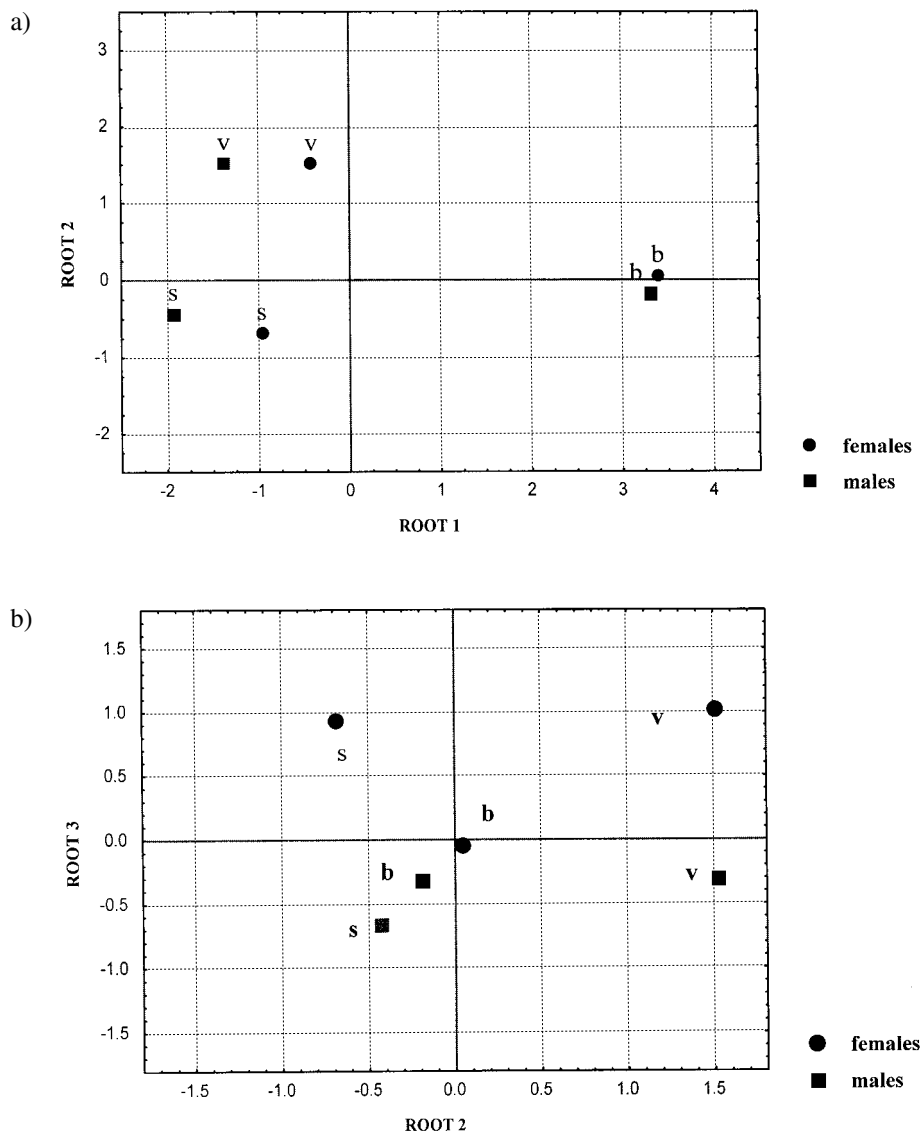 a)
3
2
v v
1
ROOT 2
b
0
b
s
s
-1
-2
-2 -1 0 1 2 3 4
ROOT 1
● females
■ males
b)
1.5
1.0
v
s
0.5
b
ROOT 3
0.0
b
v
-0.5
s
-1.0
-1.5
-1.5 -1.0 -0.5 0.0 0.5 1.0 1.5
ROOT 2
● females
■ males